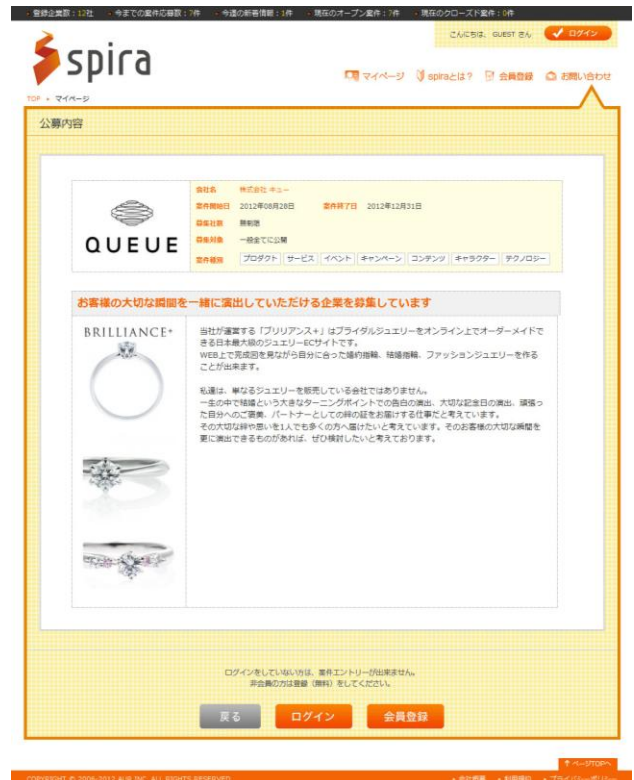 登録企業数：12社
今までの案件応募数：7件
今週の新着情報：1件
現在のオープン案件：7件
現在のクローズド案件：0件
こんにちは、GUEST さん
ログイン
spira
マイページ
spiraとは？
会員登録
お問い合わせ
TOP
マイページ
公募内容
QUEUE
会社名 株式会社 キュー
案件開始日 2012年08月28日 案件終了日 2012年12月31日
募集社数 無制限
募集対象 一般全てに公開
案件種別 プロダクト サービス イベント キャンペーン コンテンツ キャラクター テクノロジー
お客様の大切な瞬間を一緒に演出していただける企業を募集しています
BRILLIANCE+
当社が運営する「ブリリアンス＋」はブライダルジュエリーをオンライン上でオーダーメイドで
きる日本最大級のジュエリーECサイトです。
WEB上で完成図を見ながら自分に合った婚約指輪、結婚指輪、ファッションジュエリーを作る
ことが出来ます。
私達は、単なるジュエリーを販売している会社ではありません。
一生の中で結婚という大きなターニングポイントでの告白の演出、大切な記念日の演出、頑張っ
た自分へのご褒美、パートナーとしての絆の証をお届けする仕事だと考えています。
その大切な絆や思いを1人でも多くの方へ届けたいと考えています。そのお客様の大切な瞬間を
更に演出できるものがあれば、ぜひ検討したいと考えております。
ログインをしていない方は、案件エントリーが出来ません。
非会員の方は登録（無料）をしてください。
戻る
ログイン
会員登録
↑ ページTOPへ
COPYRIGHT © 2006-2012 AUB INC. ALL RIGHTS RESERVED.
会社概要
利用規約
プライバシーポリシー